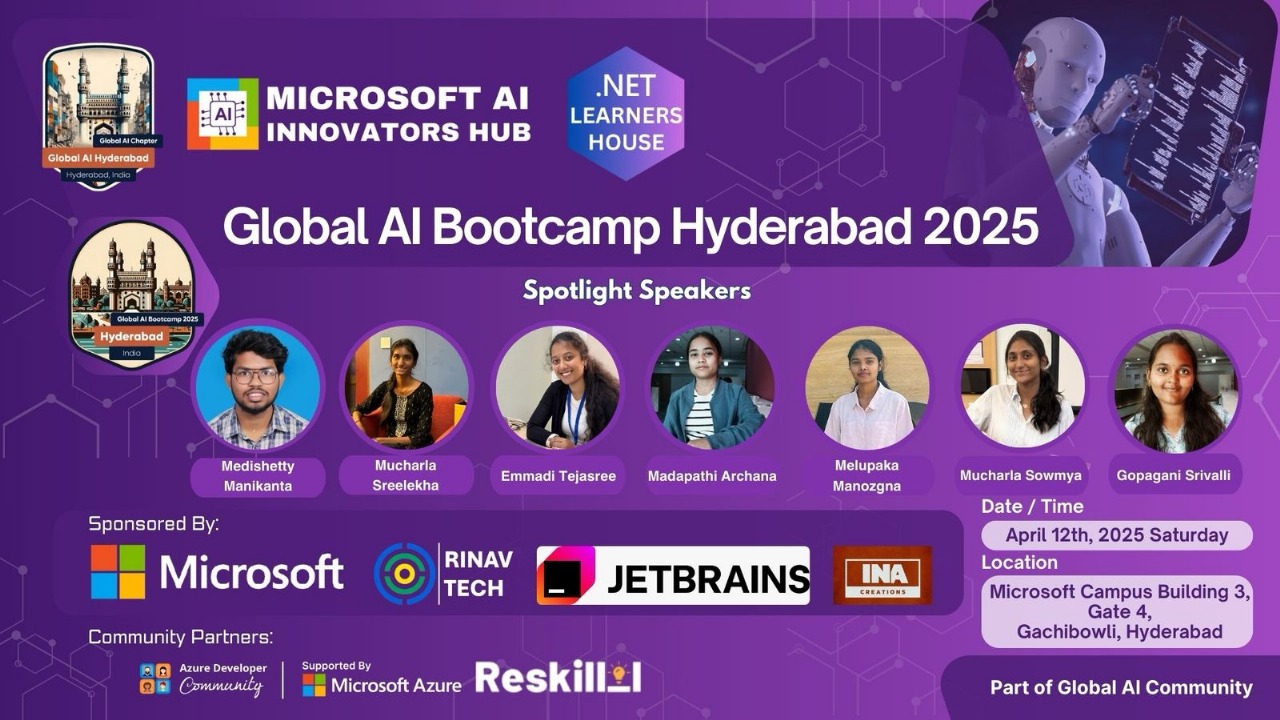 Global AI Chapter
Global AI Hyderabad
Hyderabad, India
AI
MICROSOFT AI
INNOVATORS HUB
.NET
LEARNERS
HOUSE
Global AI Bootcamp Hyderabad 2025
Spotlight Speakers
Global AI Bootcamp 2025
Hyderabad
India
Medishetty
Manikanta
Mucharla
Sreelekha
Emmadi Tejasree
Madapathi Archana
Melupaka
Manozgna
Mucharla Sowmya
Gopagani Srivalli
Sponsored By:
Microsoft
RINAV
TECH
JETBRAINS
INA
CREATIONS
Date / Time
April 12th, 2025 Saturday
Location
Microsoft Campus Building 3,
Gate 4,
Gachibowli, Hyderabad
Community Partners:
Azure Developer
Community
Supported By
Microsoft Azure
Reskill
Part of Global AI Community